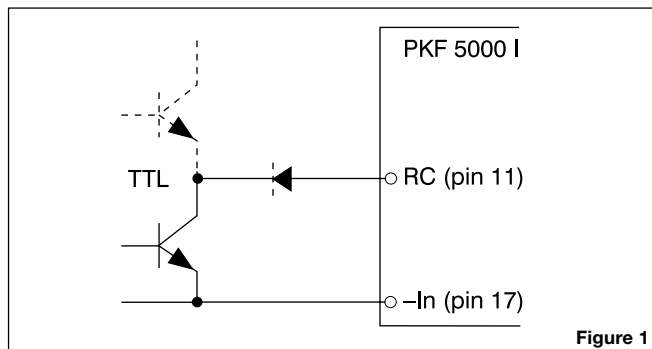 PKF 5000 I
TTL
RC (pin 11)
–In (pin 17)
Figure 1